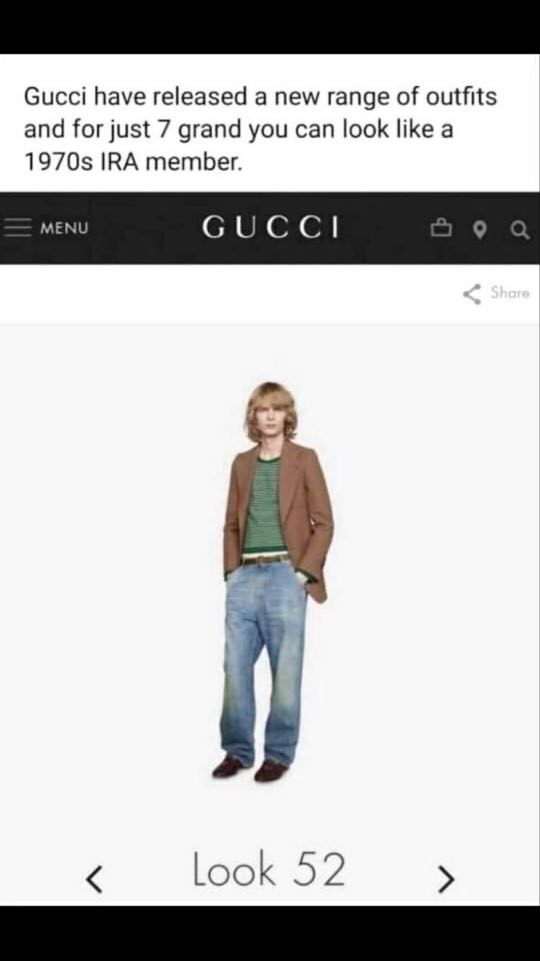 Gucci have released a new range of outfits
and for just 7 grand you can look like a
1970s IRA member.
MENU
GUCCI
Share
Look 52